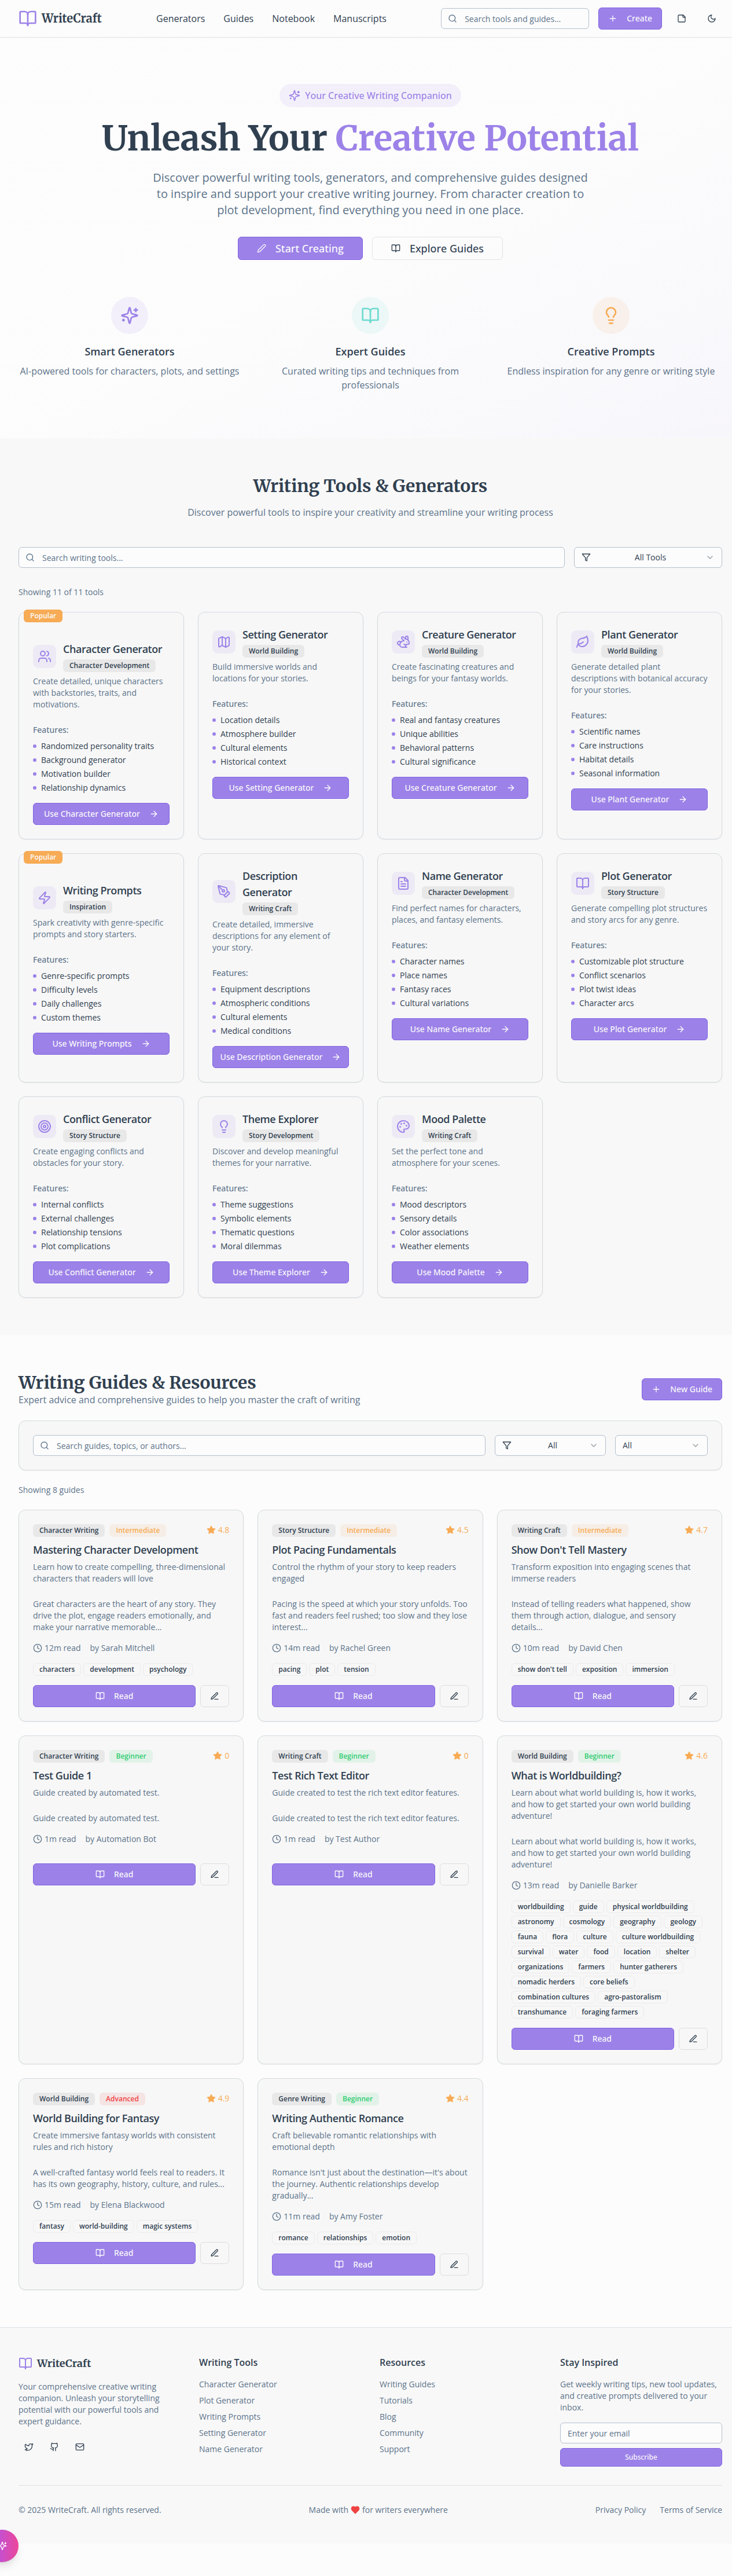 WriteCraft
Generators Guides Notebook Manuscripts
Search tools and guides...
Create
Your Creative Writing Companion
Unleash Your Creative Potential
Discover powerful writing tools, generators, and comprehensive guides designed
to inspire and support your creative writing journey. From character creation to
plot development, find everything you need in one place.
Start Creating
Explore Guides
Smart Generators
AI-powered tools for characters, plots, and settings
Expert Guides
Curated writing tips and techniques from
professionals
Creative Prompts
Endless inspiration for any genre or writing style
Writing Tools & Generators
Discover powerful tools to inspire your creativity and streamline your writing process
Search writing tools...
All Tools
Showing 11 of 11 tools
Popular
Character Generator
Character Development
Create detailed, unique characters
with backstories, traits, and
motivations.
Features:
Randomized personality traits
Background generator
Motivation builder
Relationship dynamics
Use Character Generator
Setting Generator
World Building
Build immersive worlds and
locations for your stories.
Features:
Location details
Atmosphere builder
Cultural elements
Historical context
Use Setting Generator
Creature Generator
World Building
Create fascinating creatures and
beings for your fantasy worlds.
Features:
Real and fantasy creatures
Unique abilities
Behavioral patterns
Cultural significance
Use Creature Generator
Plant Generator
World Building
Generate detailed plant
descriptions with botanical accuracy
for your stories.
Features:
Scientific names
Care instructions
Habitat details
Seasonal information
Use Plant Generator
Popular
Writing Prompts
Inspiration
Spark creativity with genre-specific
prompts and story starters.
Features:
Genre-specific prompts
Difficulty levels
Daily challenges
Custom themes
Use Writing Prompts
Description
Generator
Writing Craft
Create detailed, immersive
descriptions for any element of
your story.
Features:
Equipment descriptions
Atmospheric conditions
Cultural elements
Medical conditions
Use Description Generator
Name Generator
Character Development
Find perfect names for characters,
places, and fantasy elements.
Features:
Character names
Place names
Fantasy races
Cultural variations
Use Name Generator
Plot Generator
Story Structure
Generate compelling plot structures
and story arcs for any genre.
Features:
Customizable plot structure
Conflict scenarios
Plot twist ideas
Character arcs
Use Plot Generator
Conflict Generator
Story Structure
Create engaging conflicts and
obstacles for your story.
Features:
Internal conflicts
External challenges
Relationship tensions
Plot complications
Use Conflict Generator
Theme Explorer
Story Development
Discover and develop meaningful
themes for your narrative.
Features:
Theme suggestions
Symbolic elements
Thematic questions
Moral dilemmas
Use Theme Explorer
Mood Palette
Writing Craft
Set the perfect tone and
atmosphere for your scenes.
Features:
Mood descriptors
Sensory details
Color associations
Weather elements
Use Mood Palette
Writing Guides & Resources
Expert advice and comprehensive guides to help you master the craft of writing
New Guide
Search guides, topics, or authors...
All
All
Showing 8 guides
Character Writing Intermediate 4.8
Mastering Character Development
Learn how to create compelling, three-dimensional
characters that readers will love
Great characters are the heart of any story. They
drive the plot, engage readers emotionally, and
make your narrative memorable...
12m read by Sarah Mitchell
characters development psychology
Read
Story Structure Intermediate 4.5
Plot Pacing Fundamentals
Control the rhythm of your story to keep readers
engaged
Pacing is the speed at which your story unfolds. Too
fast and readers feel rushed; too slow and they lose
interest...
14m read by Rachel Green
pacing plot tension
Read
Writing Craft Intermediate 4.7
Show Don't Tell Mastery
Transform exposition into engaging scenes that
immerse readers
Instead of telling readers what happened, show
them through action, dialogue, and sensory
details...
10m read by David Chen
show don't tell exposition immersion
Read
Character Writing Beginner 0
Test Guide 1
Guide created by automated test.
Guide created by automated test.
1m read by Automation Bot
Read
Writing Craft Beginner 0
Test Rich Text Editor
Guide created to test the rich text editor features.
Guide created to test the rich text editor features.
1m read by Test Author
Read
World Building Beginner 4.6
What is Worldbuilding?
Learn about what world building is, how it works,
and how to get started your own world building
adventure!
Learn about what world building is, how it works,
and how to get started your own world building
adventure!
13m read by Danielle Barker
worldbuilding guide physical worldbuilding
astronomy cosmology geography geology
fauna flora culture culture worldbuilding
survival water food location shelter
organizations farmers hunter gatherers
nomadic herders core beliefs
combination cultures agro-pastoralism
transhumance foraging farmers
Read
World Building Advanced 4.9
World Building for Fantasy
Create immersive fantasy worlds with consistent
rules and rich history
A well-crafted fantasy world feels real to readers. It
has its own geography, history, culture, and rules...
15m read by Elena Blackwood
fantasy world-building magic systems
Read
Genre Writing Beginner 4.4
Writing Authentic Romance
Craft believable romantic relationships with
emotional depth
Romance isn't just about the destination—it's about
the journey. Authentic relationships develop
gradually...
11m read by Amy Foster
romance relationships emotion
Read
WriteCraft
Your comprehensive creative writing
companion. Unleash your storytelling
potential with our powerful tools and
expert guidance.
Writing Tools
Character Generator
Plot Generator
Writing Prompts
Setting Generator
Name Generator
Resources
Writing Guides
Tutorials
Blog
Community
Support
Stay Inspired
Get weekly writing tips, new tool updates,
and creative prompts delivered to your
inbox.
Enter your email
Subscribe
© 2025 WriteCraft. All rights reserved.
Made with ❤️ for writers everywhere
Privacy Policy Terms of Service